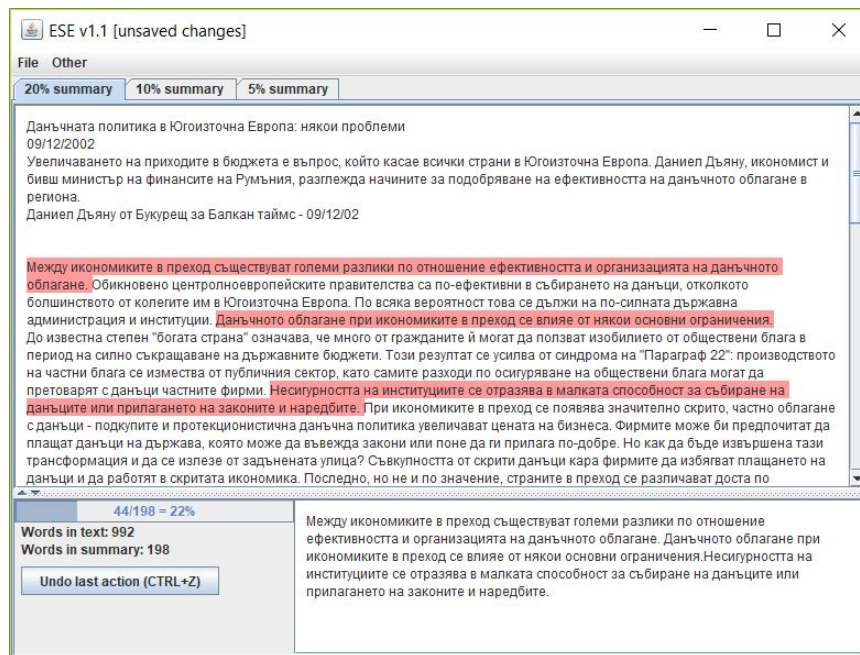 ESE v1.1 [unsaved changes]
File Other
20% summary 10% summary 5% summary
Данъчната политика в Югоизточна Европа: някои проблеми
09/12/2002
Увеличаването на приходите в бюджета е въпрос, който касае всички страни в Югоизточна Европа. Даниел Дъяну, икономист и
бивш министър на финансите на Румъния, разглежда начините за подобряване на ефективността на данъчното облагане в
региона.
Даниел Дъяну от Букурещ за Балкан таймс - 09/12/02
Между икономиките в преход съществуват големи разлики по отношение ефективността и организацията на данъчното
облагане. Обикновено централноевропейските правителства са по-ефективни в събирането на данъци, отколкото
болшинството от колегите им в Югоизточна Европа. По всяка вероятност това се дължи на по-силната държавна
администрация и институции. Данъчното облагане при икономиките в преход се влияе от някои основни ограничения.
До известна степен "богата страна" означава, че много от гражданите й могат да ползват изобилието от обществени блага в
период на силно съкращаване на държавните бюджети. Този резултат се усилва от синдрома на "Параграф 22": производството
на частни блага се измества от публичния сектор, като самите разходи по осигуряване на обществени блага могат да
претоварят с данъци частните фирми. Несигурността на институциите се отразява в малката способност за събиране на
данъците или прилагането на законите и наредбите. При икономиките в преход се появява значително скрито, частно облагане
с данъци - подкупите и протекционистична данъчна политика увеличават цената на бизнеса. Фирмите може би предпочитат да
плащат данъци на държава, която може да въвежда закони или поне да ги прилага по-добре. Но как да бъде извършена тази
трансформация и да се излезе от задънената улица? Съвкупността от скрити данъци кара фирмите да избягват плащането на
данъци и да работят в скритата икономика. Последно, но не и по значение, страните в преход се различават доста по
44/198 = 22%
Words in text: 992
Words in summary: 198
Undo last action (CTRL+Z)
Между икономиките в преход съществуват големи разлики по отношение
ефективността и организацията на данъчното облагане. Данъчното облагане при
икономиките в преход се влияе от някои основни ограничения.Несигурността на
институциите се отразява в малката способност за събиране на данъците или
прилагането на законите и наредбите.